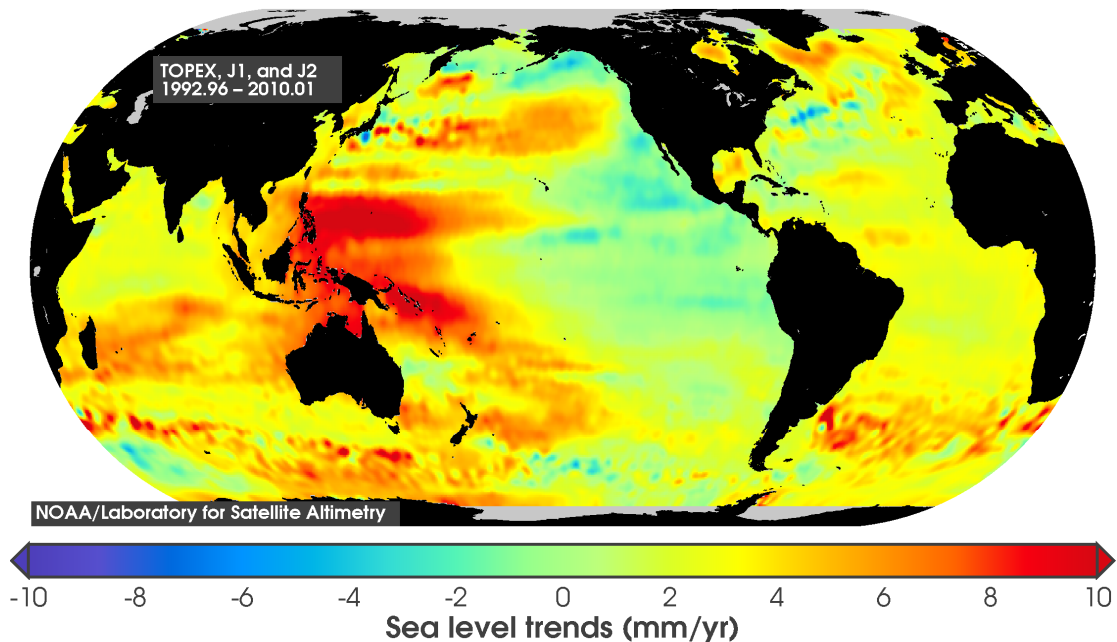 TOPEX, J1, and J2
1992.96 – 2010.01
NOAA/Laboratory for Satellite Altimetry
-10 -8 -6 -4 -2 0 2 4 6 8 10
Sea level trends (mm/yr)